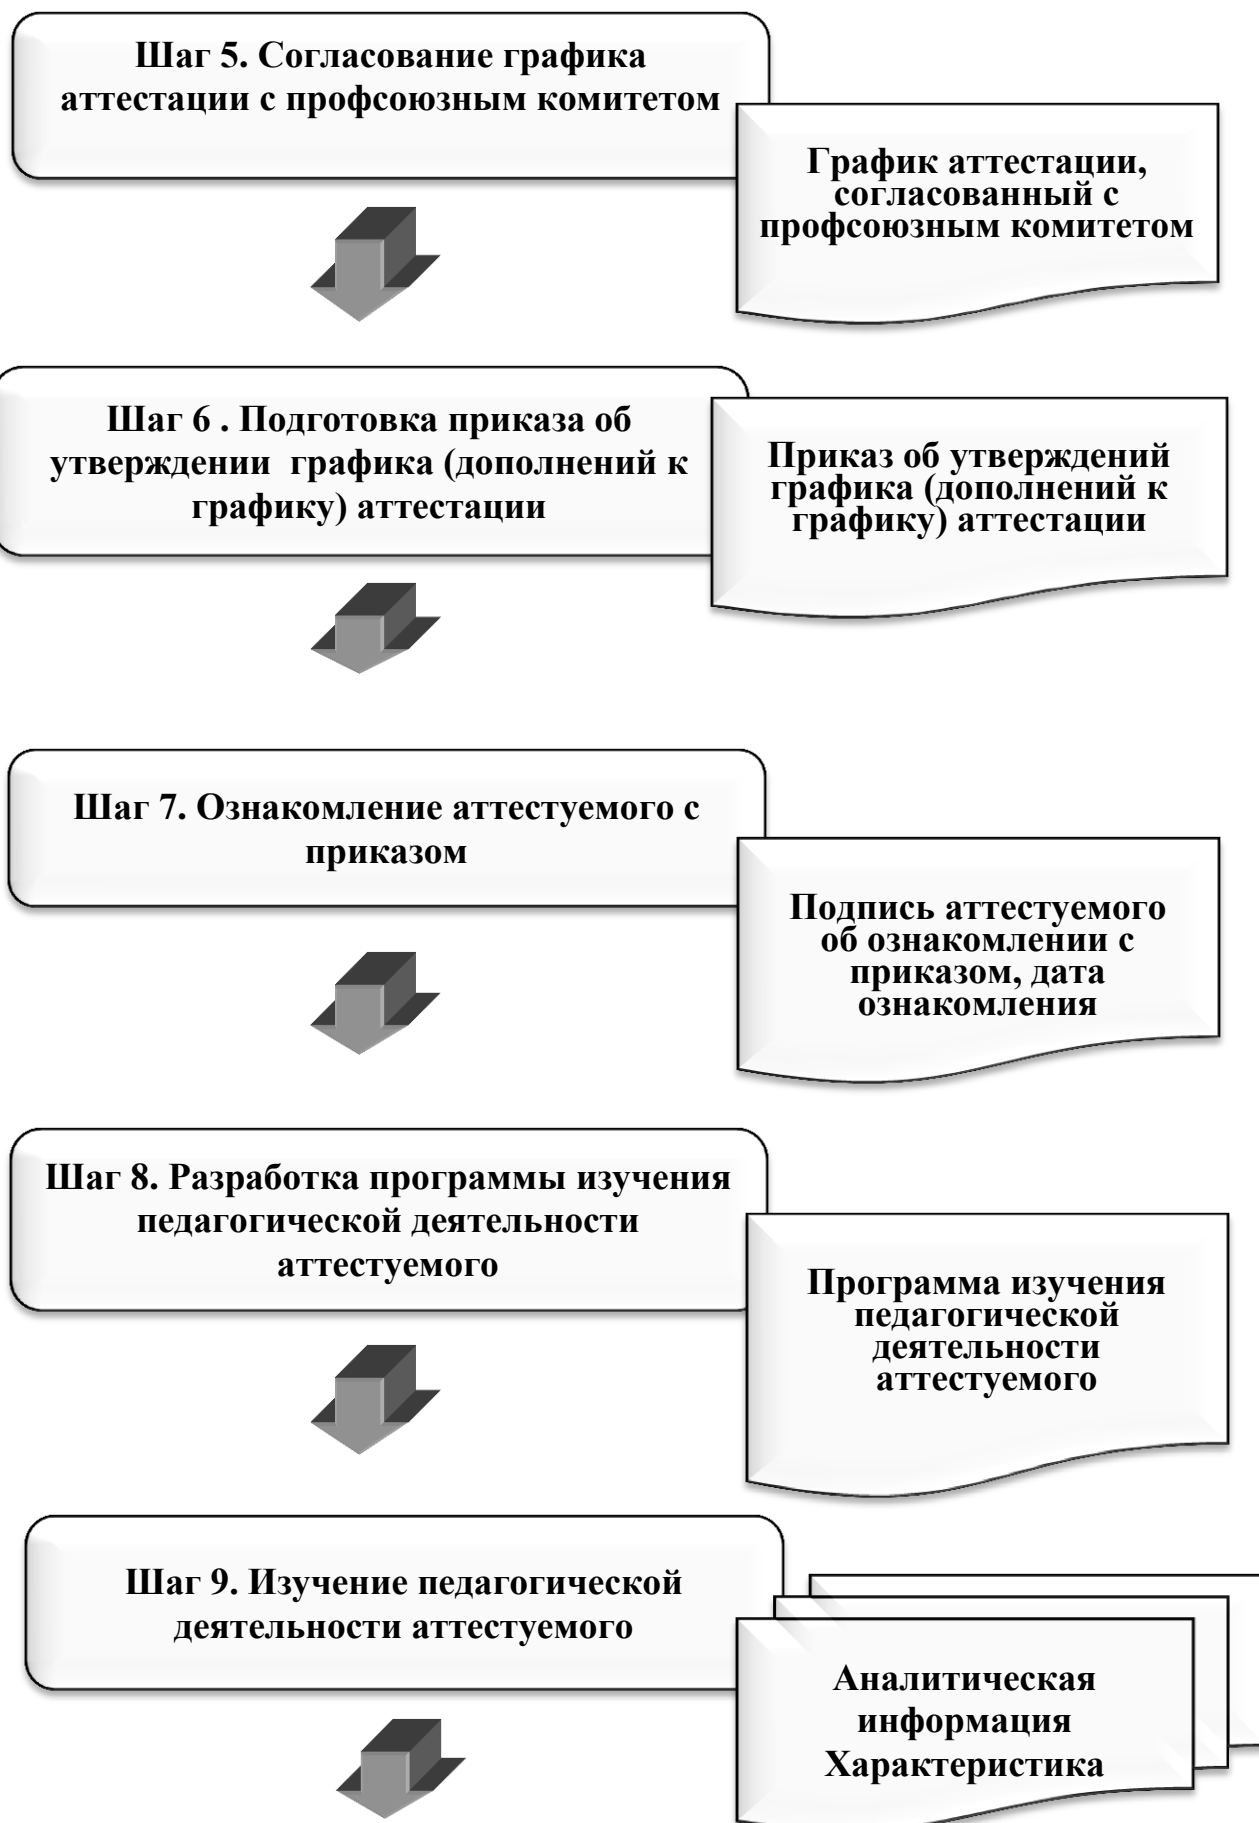 Шаг 5. Согласование графика
аттестации с профсоюзным комитетом
График аттестации,
согласованный с
профсоюзным комитетом
Шаг 6 . Подготовка приказа об
утверждении графика (дополнений к
графику) аттестации
Приказ об утверждений
графика (дополнений к
графику) аттестации
Шаг 7. Ознакомление аттестуемого с
приказом
Подпись аттестуемого
об ознакомлении с
приказом, дата
ознакомления
Шаг 8. Разработка программы изучения
педагогической деятельности
аттестуемого
Программа изучения
педагогической
деятельности
аттестуемого
Шаг 9. Изучение педагогической
деятельности аттестуемого
Аналитическая
информация
Характеристика